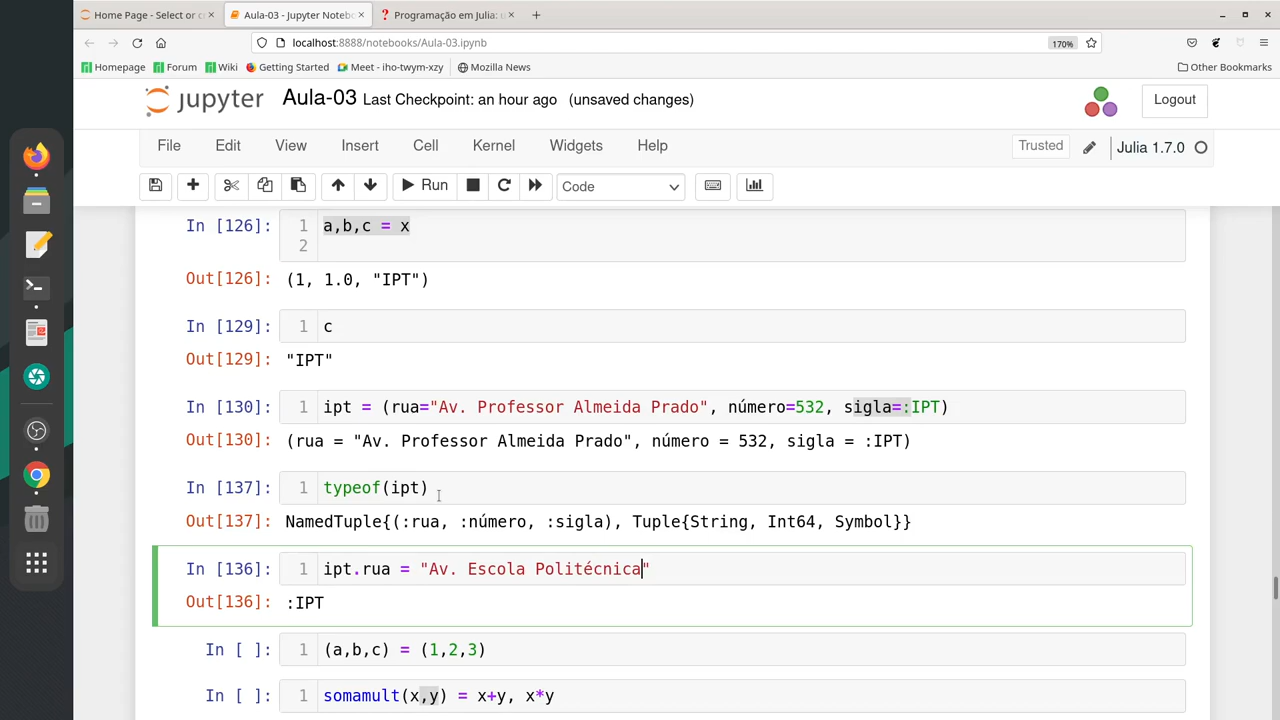 Home Page - Select or c
Aula-03 - Jupyter Notebo
Programação em Julia: u
localhost:8888/notebooks/Aula-03.ipynb
170%
Homepage
Forum
Wiki
Getting Started
Meet - iho-twym-xzy
Mozilla News
Other Bookmarks
jupyter
Aula-03
Last Checkpoint: an hour ago
(unsaved changes)
Logout
File
Edit
View
Insert
Cell
Kernel
Widgets
Help
Trusted
Julia 1.7.0
Run
Code
In [126]:
1
a,b,c = x
2
Out[126]:
(1, 1.0, "IPT")
In [129]:
1
c
Out[129]:
"IPT"
In [130]:
1
ipt = (rua="Av. Professor Almeida Prado", número=532, sigla=:IPT)
Out[130]:
(rua = "Av. Professor Almeida Prado", número = 532, sigla = :IPT)
In [137]:
1
typeof(ipt)
Out[137]:
NamedTuple{(:rua, :número, :sigla), Tuple{String, Int64, Symbol}}
In [136]:
1
ipt.rua = "Av. Escola Politécnica"
Out[136]:
:IPT
In [ ]:
1
(a,b,c) = (1,2,3)
In [ ]:
1
somamult(x,y) = x+y, x*y